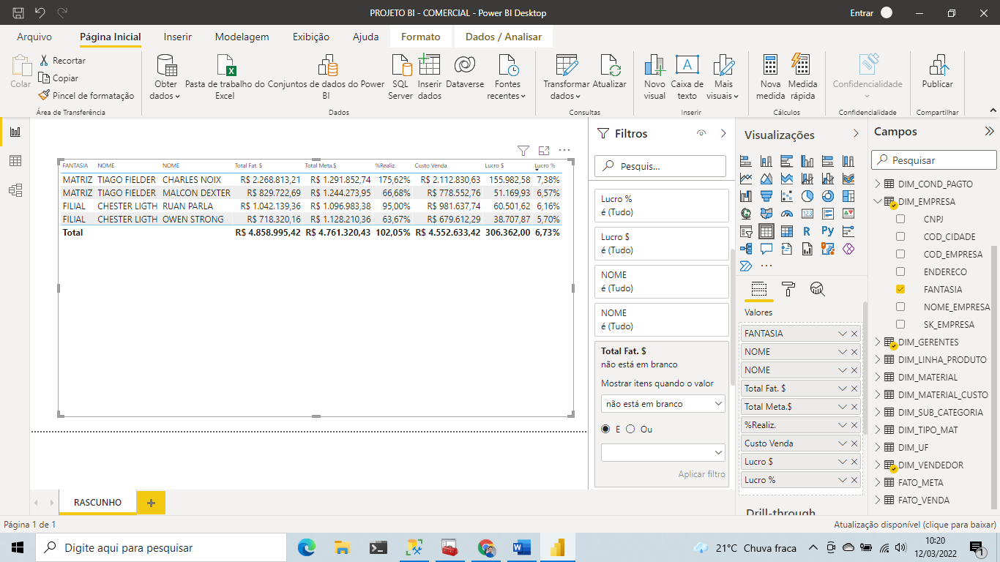 PROJETO BI - COMERCIAL - Power BI Desktop
Entrar
Arquivo
Página Inicial
Inserir
Modelagem
Exibição
Ajuda
Formato
Dados / Analisar
Colar
Recortar
Copiar
Pincel de formatação
Área de Transferência
Obter
dados
Pasta de trabalho do
Excel
Conjuntos de dados do Power
BI
SQL
Server
Inserir
dados
Dataverse
Fontes
recentes
Dados
Transformar
dados
Atualizar
Consultas
Novo
visual
Caixa de
texto
Mais
visuais
Inserir
Nova
medida
Medida
rápida
Cálculos
Confidencialidade
Confidencialidade
Publicar
Compartilhar
FANTASIA NOME NOME Total Fat. $ Total Meta.$ %Realiz. Custo Venda Lucro $ Lucro %
MATRIZ TIAGO FIELDER CHARLES NOIX R$ 2.268.813,21 R$ 1.291.852,74 175,62% R$ 2.112.830,63 155.982,58 7,38%
MATRIZ TIAGO FIELDER MALCON DEXTER R$ 829.722,69 R$ 1.244.273,95 66,68% R$ 778.552,76 51.169,93 6,57%
FILIAL CHESTER LIGTH RUAN PARLA R$ 1.042.139,36 R$ 1.096.983,38 95,00% R$ 981.637,74 60.501,62 6,16%
FILIAL CHESTER LIGTH OWEN STRONG R$ 718.320,16 R$ 1.128.210,36 63,67% R$ 679.612,29 38.707,87 5,70%
Total R$ 4.858.995,42 R$ 4.761.320,43 102,05% R$ 4.552.633,42 306.362,00 6,73%
Filtros
Pesquis...
Lucro %
é (Tudo)
Lucro $
é (Tudo)
NOME
é (Tudo)
NOME
é (Tudo)
Total Fat. $
não está em branco
Mostrar itens quando o valor
não está em branco
E Ou
Aplicar filtro
Visualizações
123
R
Py
Valores
FANTASIA
NOME
NOME
Total Fat. $
Total Meta.$
%Realiz.
Custo Venda
Lucro $
Lucro %
Drill-through
Campos
Pesquisar
DIM_COND_PAGTO
DIM_EMPRESA
CNPJ
COD_CIDADE
COD_EMPRESA
ENDERECO
FANTASIA
NOME_EMPRESA
SK_EMPRESA
DIM_GERENTES
DIM_LINHA_PRODUTO
DIM_MATERIAL
DIM_MATERIAL_CUSTO
DIM_SUB_CATEGORIA
DIM_TIPO_MAT
DIM_UF
DIM_VENDEDOR
FATO_META
FATO_VENDA
RASCUNHO
Página 1 de 1
Atualização disponível (clique para baixar)
Digite aqui para pesquisar
21°C Chuva fraca
10:20
12/03/2022
1